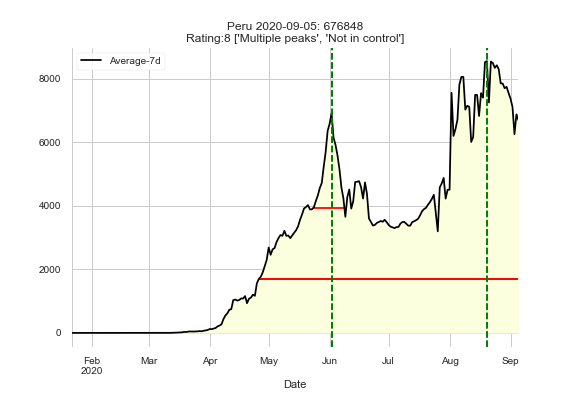 Peru 2020-09-05: 676848
Rating:8 ['Multiple peaks', 'Not in control']
Average-7d
8000
6000
4000
2000
0
Feb Mar Apr May Jun Jul Aug Sep
2020
Date